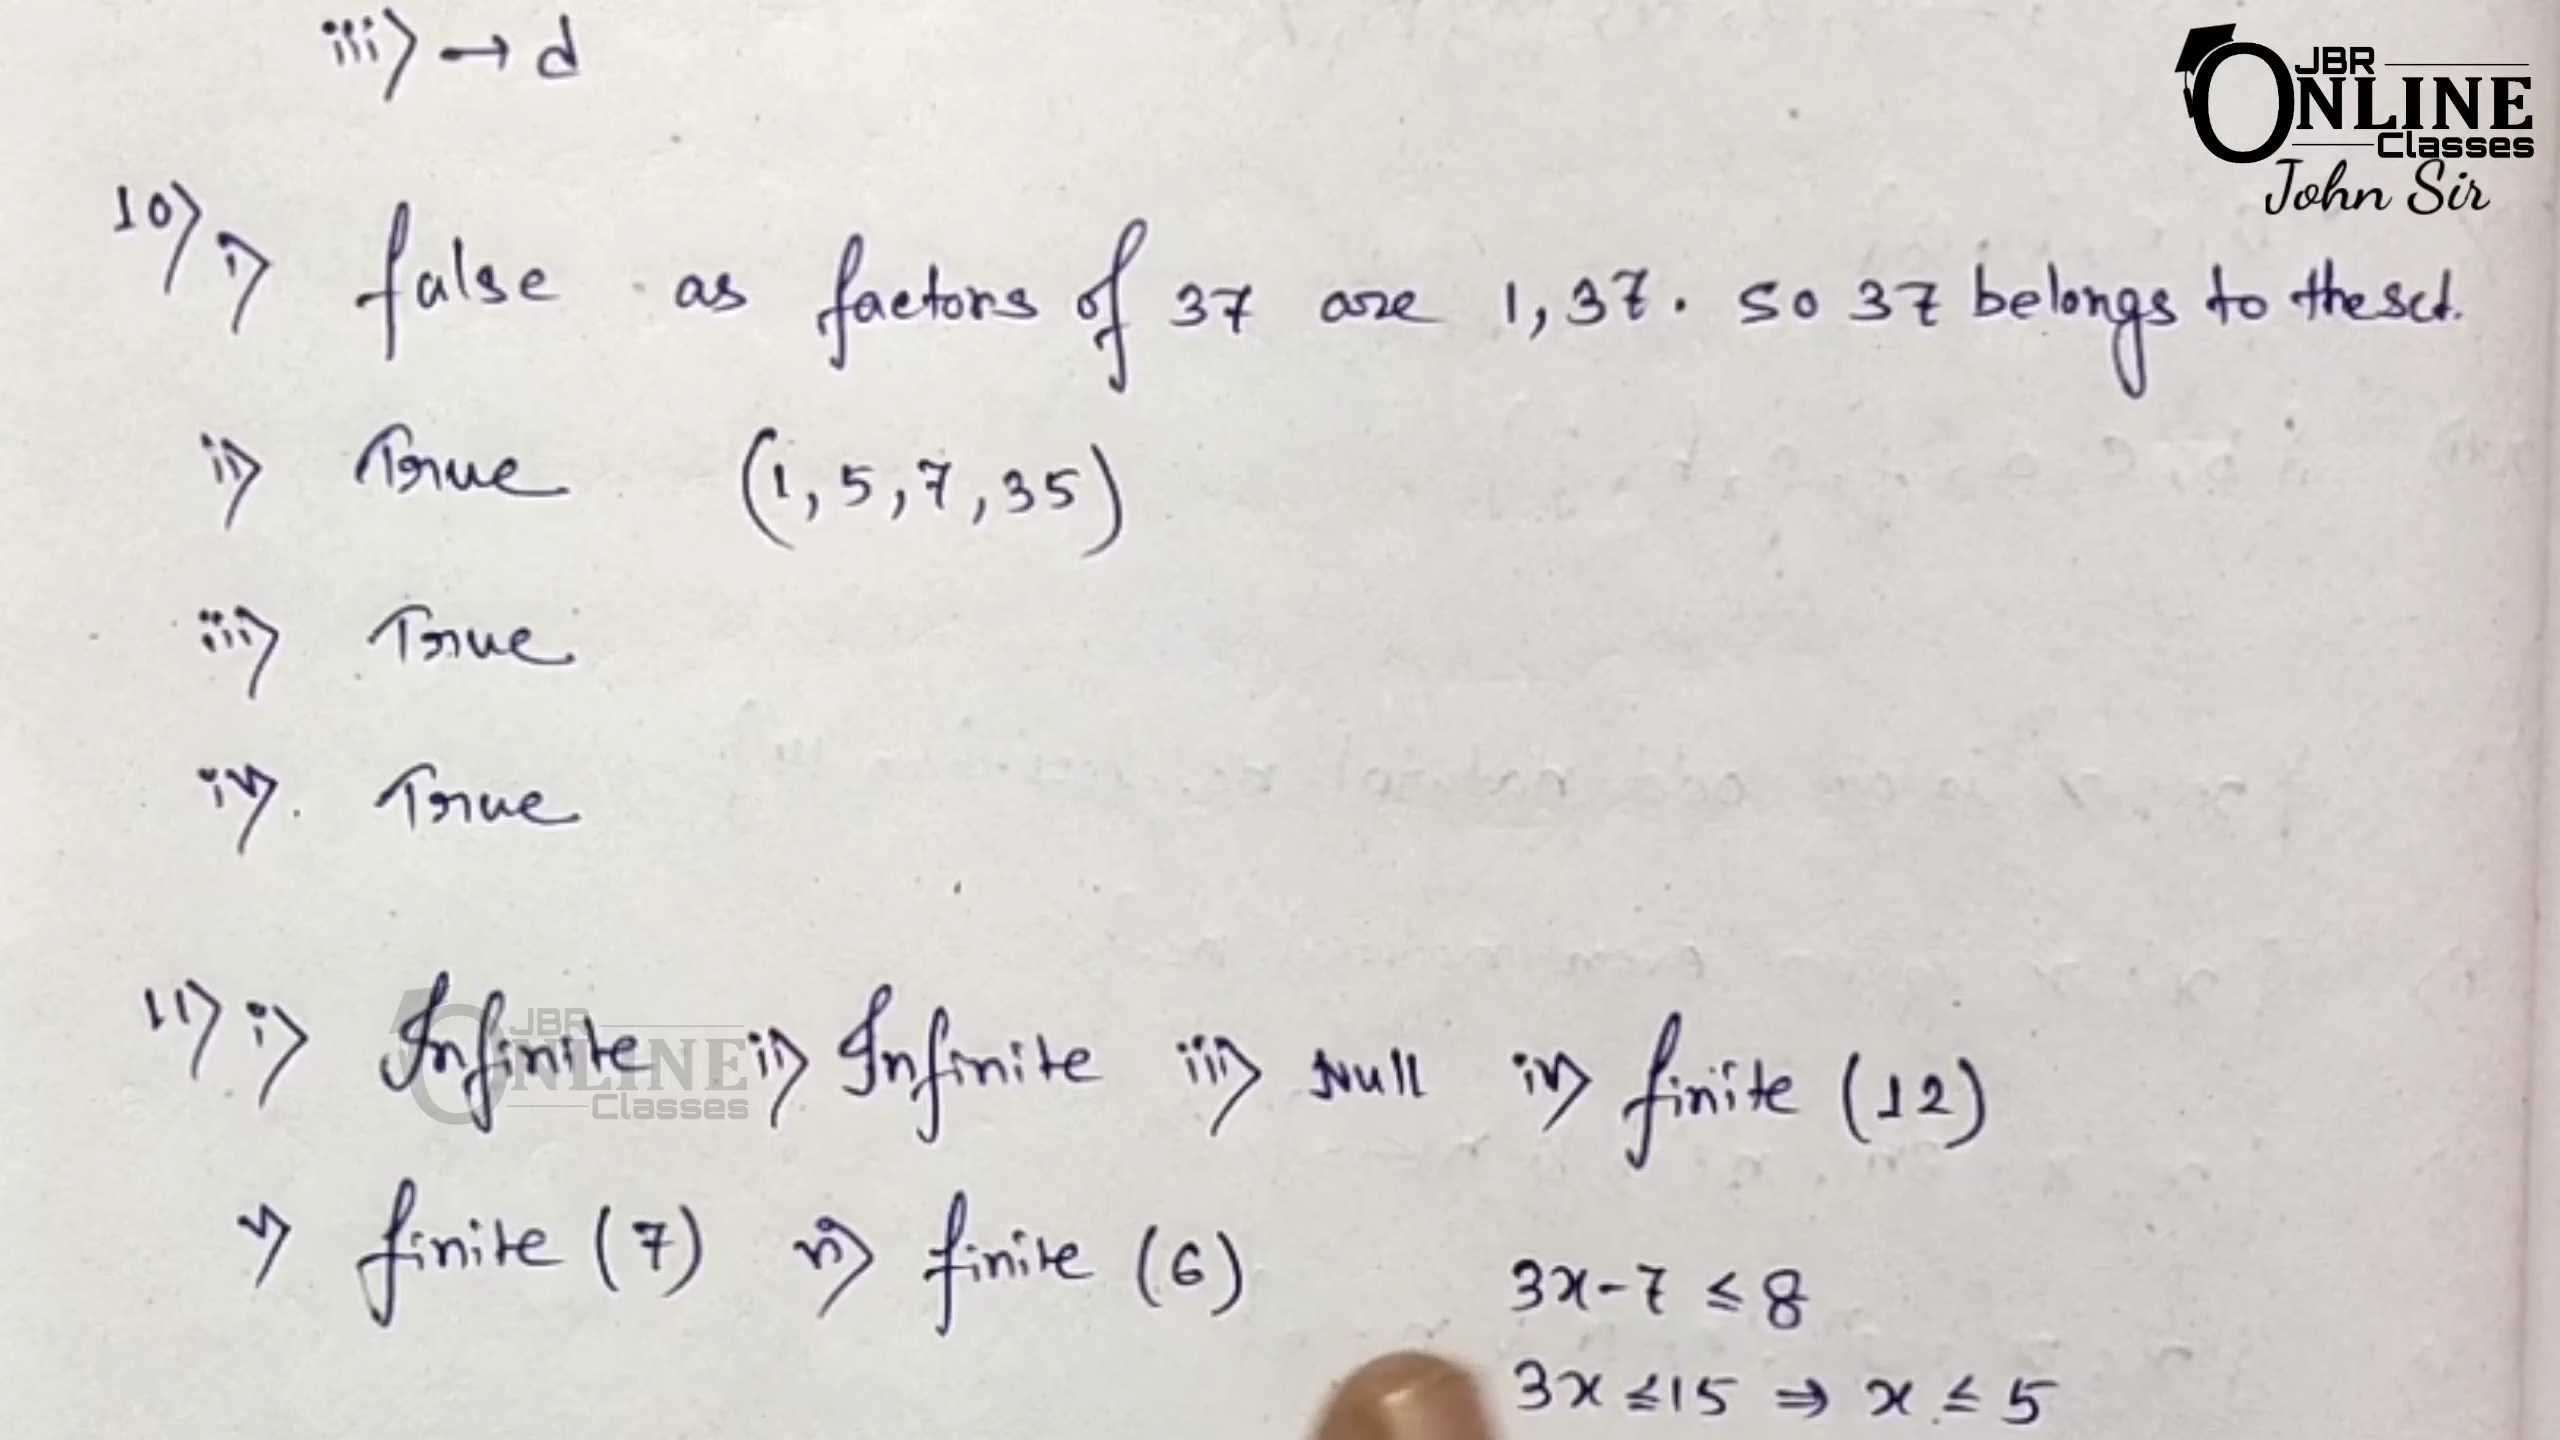 iii) → d
JBR
ONLINE
Classes
John Sir
10) i) false as factors of 37 are 1, 37. so 37 belongs to the set.
ii) True (1, 5, 7, 35)
iii) True
iv). True
11) i) Infinite ii) Infinite iii) Null iv) finite (12)
JBR
ONLINE
Classes
v) finite (7) vi) finite (6) 3x-7 ≤ 8
3x ≤ 15 ⇒ x ≤ 5